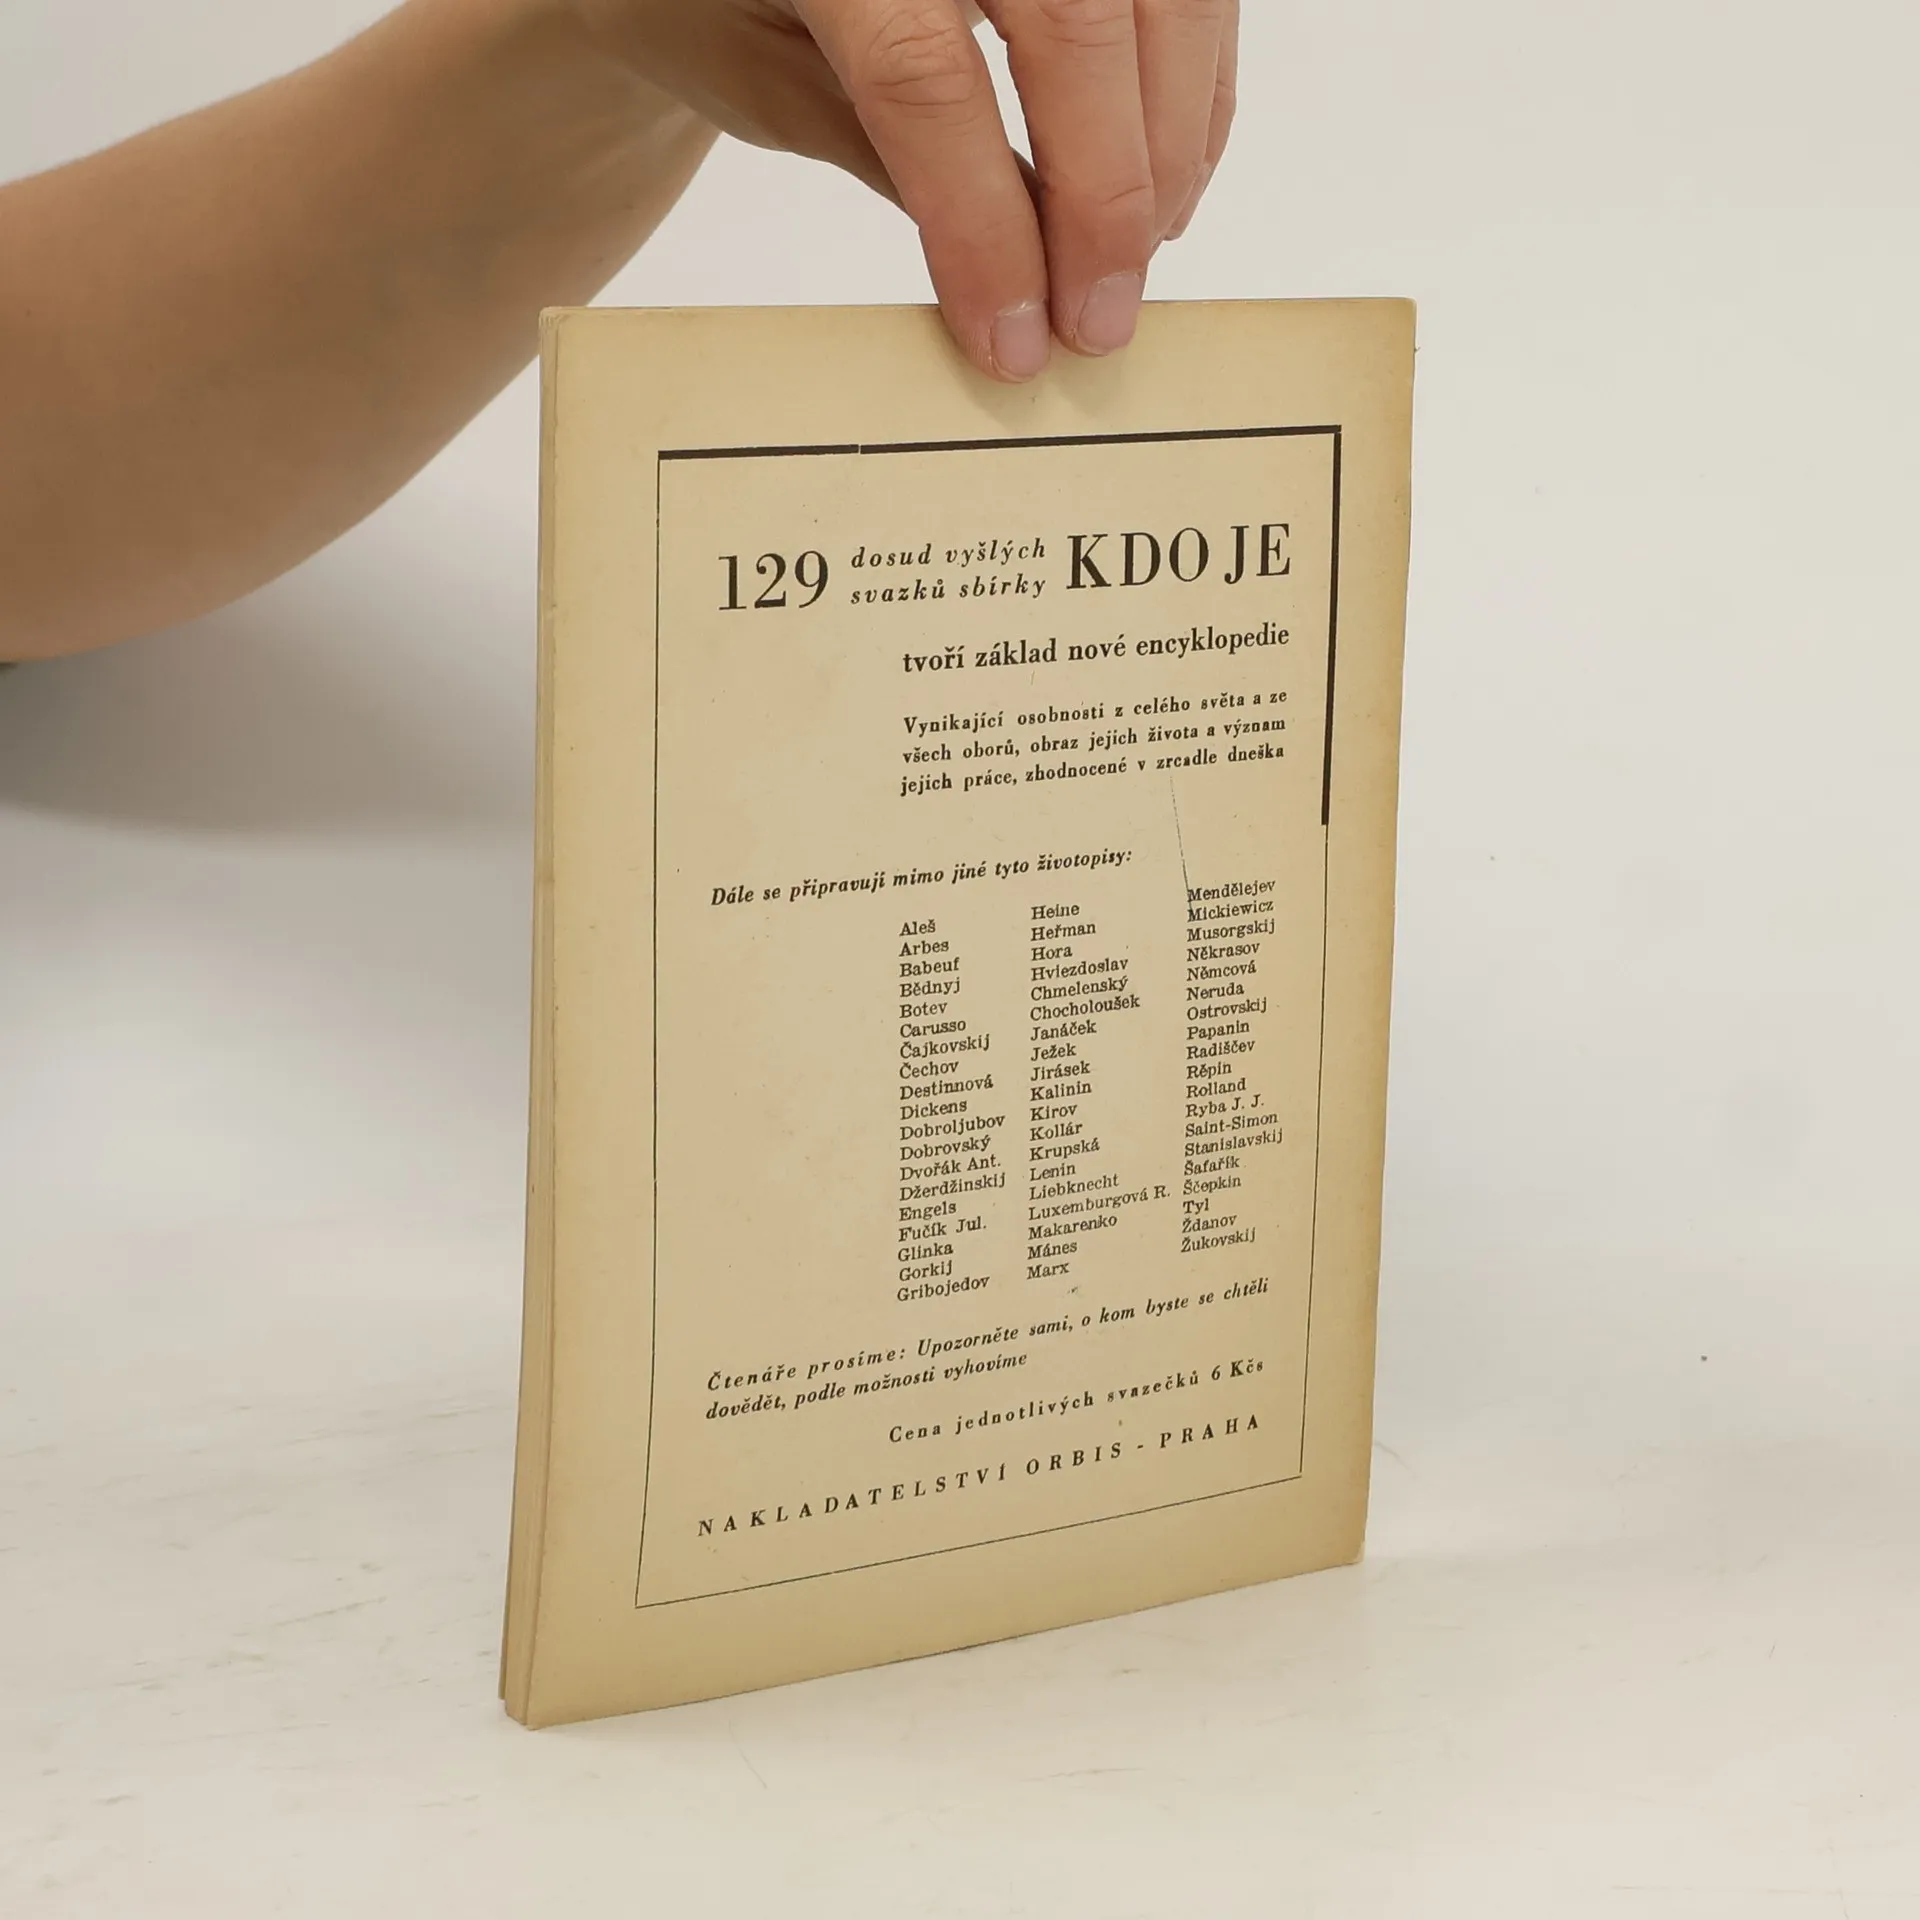 129 dosud vyšlých svazků sbírky KDO JE
tvoří základ nové encyklopedie
Vynikající osobnosti z celého světa a ze
všech oborů, obraz jejich života a význam
jejich práce, zhodnocené v zrcadle dneška
Dále se připravují mimo jiné tyto životopisy:
Aleš
Arbes
Babeuf
Bědnyj
Botev
Carusso
Čajkovskij
Čechov
Destinnová
Dickens
Dobroljubov
Dobrovský
Dvořák Ant.
Džerdžinskij
Engels
Fučík Jul.
Glinka
Gorkij
Gribojedov
Heine
Heřman
Hora
Hviezdoslav
Chmelenský
Chocholoušek
Janáček
Ježek
Jirásek
Kalinin
Kirov
Kollár
Krupská
Lenin
Liebknecht
Luxemburgová R.
Makarenko
Mánes
Marx
Mendělejev
Mickiewicz
Musorgskij
Někrasov
Němcová
Neruda
Ostrovskij
Papanin
Radiščev
Rěpin
Rolland
Ryba J. J.
Saint-Simon
Stanislavskij
Šafařík
Ščepkin
Tyl
Ždanov
Žukovskij
Čtenáře prosíme: Upozorněte sami, o kom byste se chtěli
dovědět, podle možnosti vyhovíme
Cena jednotlivých svazečků 6 Kčs
NAKLADATELSTVÍ ORBIS - PRAHA